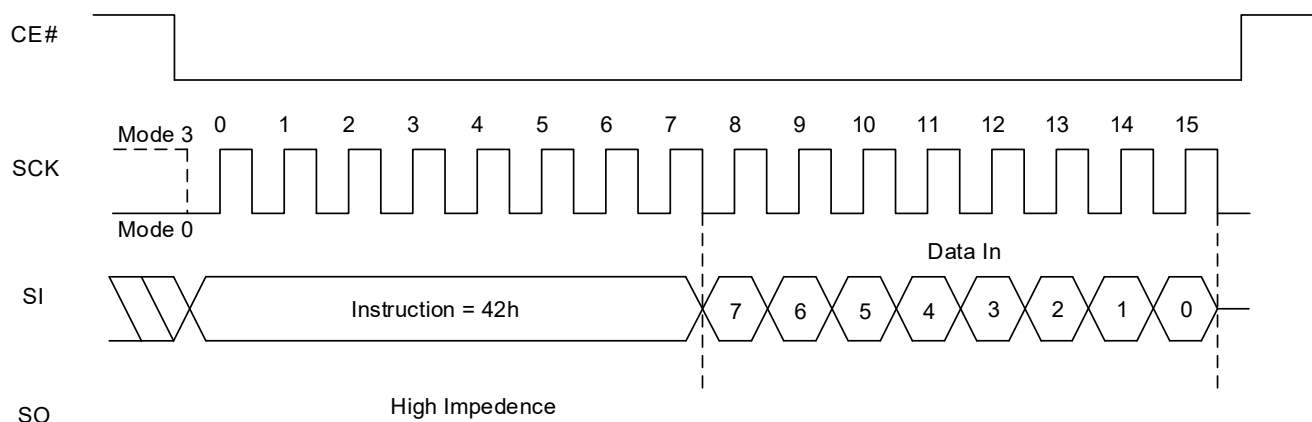 CE#
Mode 3
0 1 2 3 4 5 6 7 8 9 10 11 12 13 14 15
SCK
Mode 0
Data In
SI
Instruction = 42h
7 6 5 4 3 2 1 0
SO
High Impedence